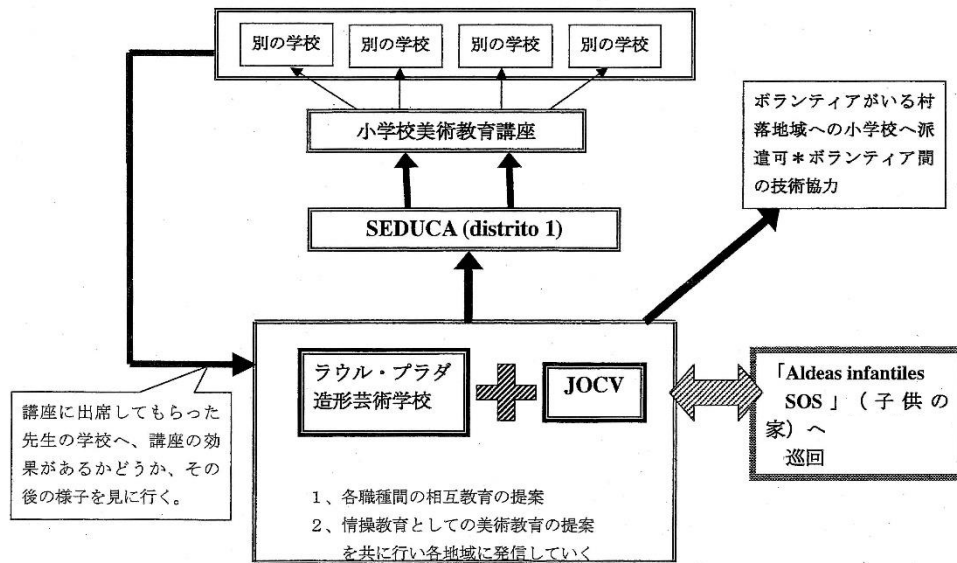 別の学校 別の学校 別の学校 別の学校
小学校美術教育講座
ボランティアがいる村
落地域への小学校へ派
遣可＊ボランティア間
の技術協力
SEDUCA (distrito 1)
ラウル・プラダ
造形芸術学校
JOCV
「Aldeas infantiles
SOS」（子供の
家）へ
巡回
講座に出席してもらった
先生の学校へ、講座の効
果があるかどうか、その
後の様子を見に行く。
1、各職種間の相互教育の提案
2、情操教育としての美術教育の提案
を共に行い各地域に発信していく